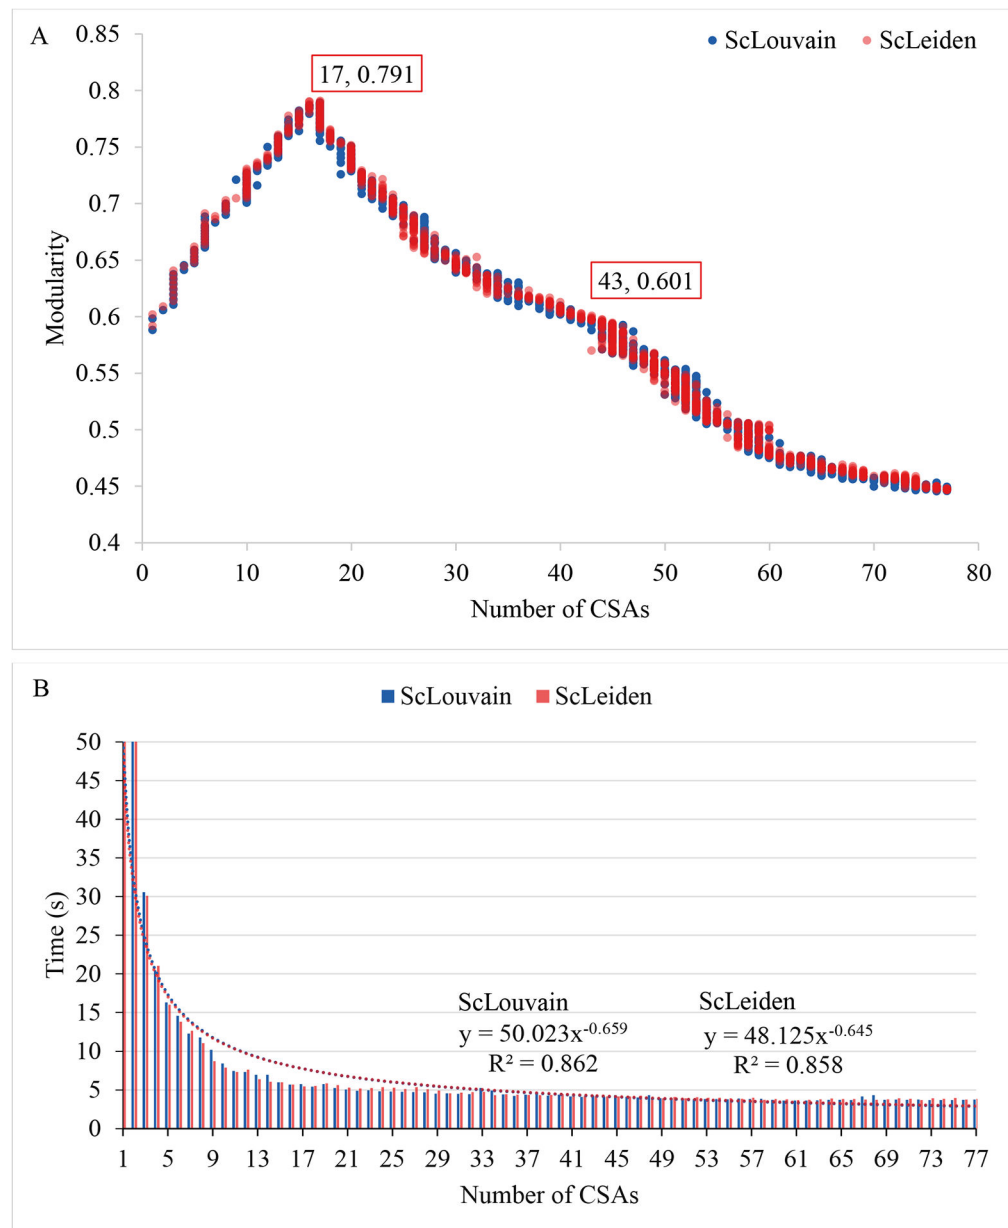 A
ScLouvain ScLeiden
0.85
0.8
0.75
0.7
0.65
0.6
0.55
0.5
0.45
0.4
Modularity
17, 0.791
43, 0.601
0 10 20 30 40 50 60 70 80
Number of CSAs
B
ScLouvain ScLeiden
50
45
40
35
30
25
20
15
10
5
0
Time (s)
ScLouvain ScLeiden
y = 50.023x^-0.659 y = 48.125x^-0.645
R² = 0.862 R² = 0.858
1 5 9 13 17 21 25 29 33 37 41 45 49 53 57 61 65 69 73 77
Number of CSAs